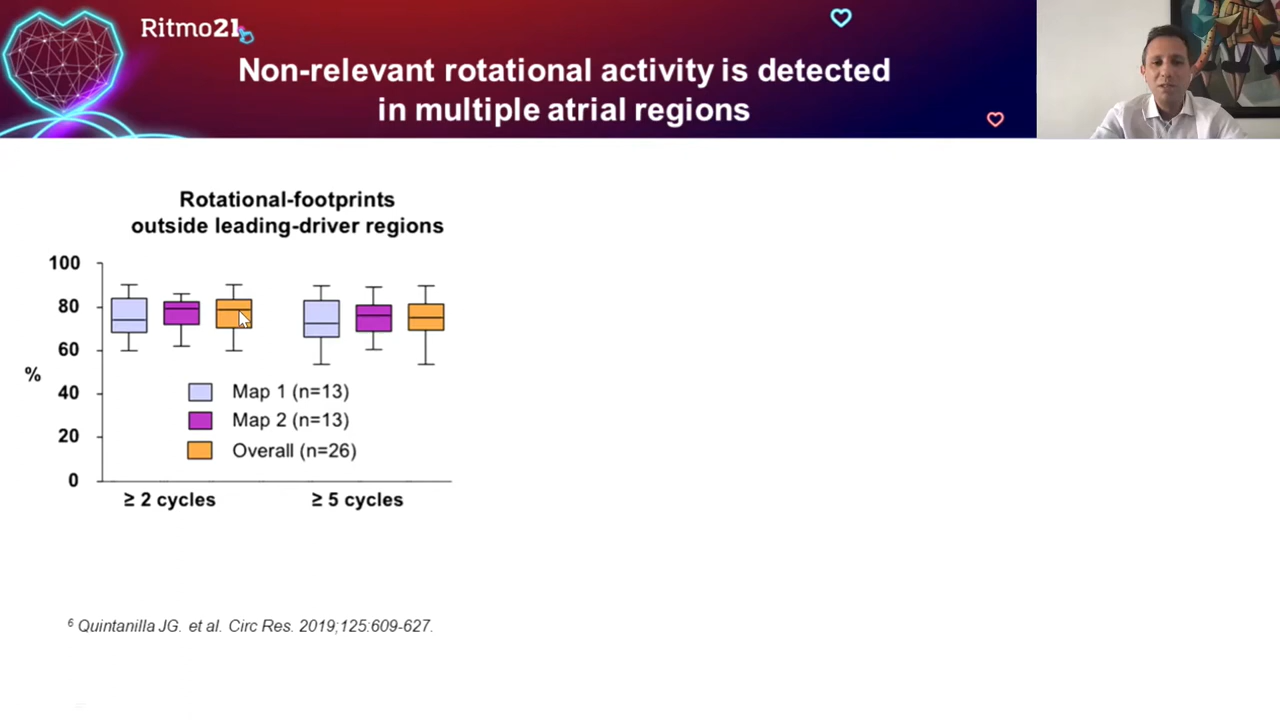 Ritmo21
Non-relevant rotational activity is detected
in multiple atrial regions
Rotational-footprints
outside leading-driver regions
100
80
60
%
40
20
0
Map 1 (n=13)
Map 2 (n=13)
Overall (n=26)
≥ 2 cycles
≥ 5 cycles
6 Quintanilla JG. et al. Circ Res. 2019;125:609-627.